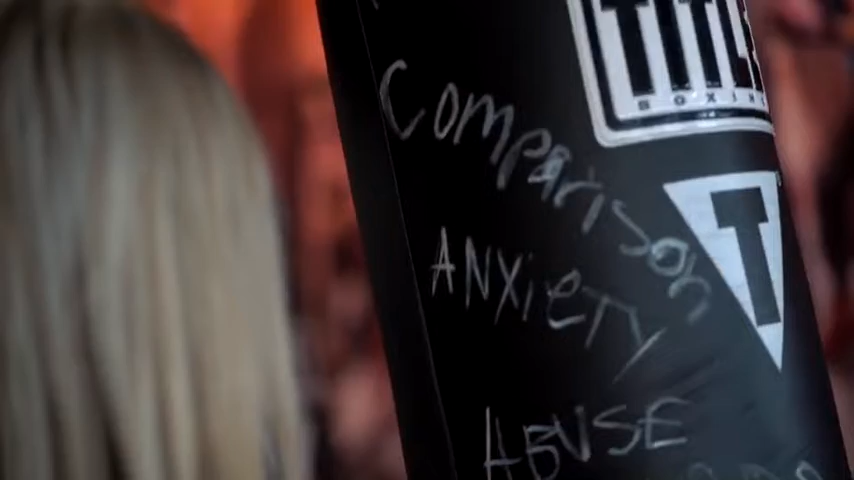 TITLE
BOXING
T
Comparison
ANXieTy
ABUSE